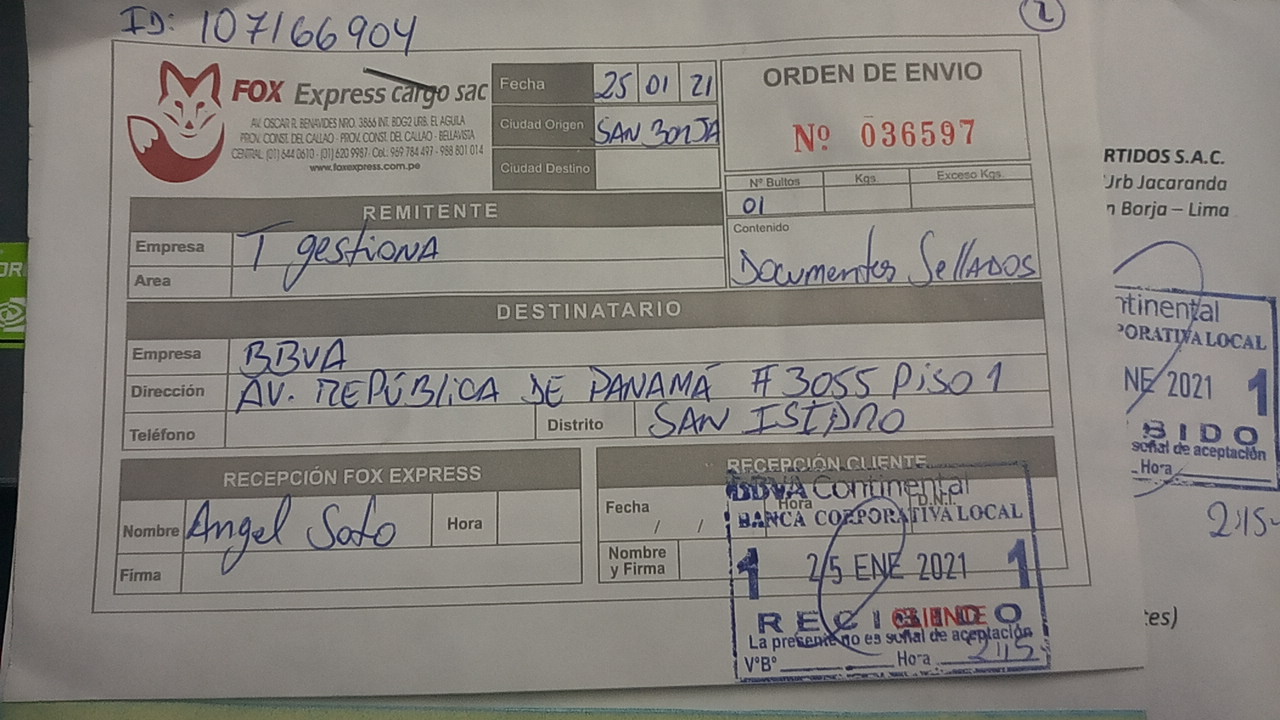 ID: 107166904
2
FOX Express cargo sac
AV. OSCAR R. BENAVIDES NRO. 3866 INT. BDG2 URB. EL AGUILA
PROV. CONST. DEL CALLAO - PROV. CONST. DEL CALLAO - BELLAVISTA
CENTRAL: (01) 644 0610 - (01) 620 9987 Cel.: 969 784 497 - 988 801 014
www.foxexpress.com.pe
Fecha 25 01 21
Ciudad Origen SAN BORJA
Ciudad Destino
ORDEN DE ENVIO
Nº 036597
Nº Bultos Kgs. Exceso Kgs.
01
Contenido
Documentos Sellados
REMITENTE
Empresa T gestiona
Area
DESTINATARIO
Empresa BBVA
Dirección AV. REPÚBLICA DE PANAMÁ # 3055 Piso 1
Teléfono Distrito SAN ISIDRO
RECEPCIÓN FOX EXPRESS
Nombre Angel Soto Hora
Firma
RECEPCIÓN CLIENTE
Fecha / / Hora D.N.I.
Nombre y Firma
BBVA Continental
BANCA CORPORATIVA LOCAL
1 25 ENE 2021 1
RECIBIDO
CLIENTE
La presente no es señal de aceptación
V°B° Hora 2:15
RTIDOS S.A.C.
Urb Jacaranda
n Borja – Lima
ntinental
PORATIVA LOCAL
NE 2021 1
BIDO
señal de aceptación
Hora
2:15
tes)